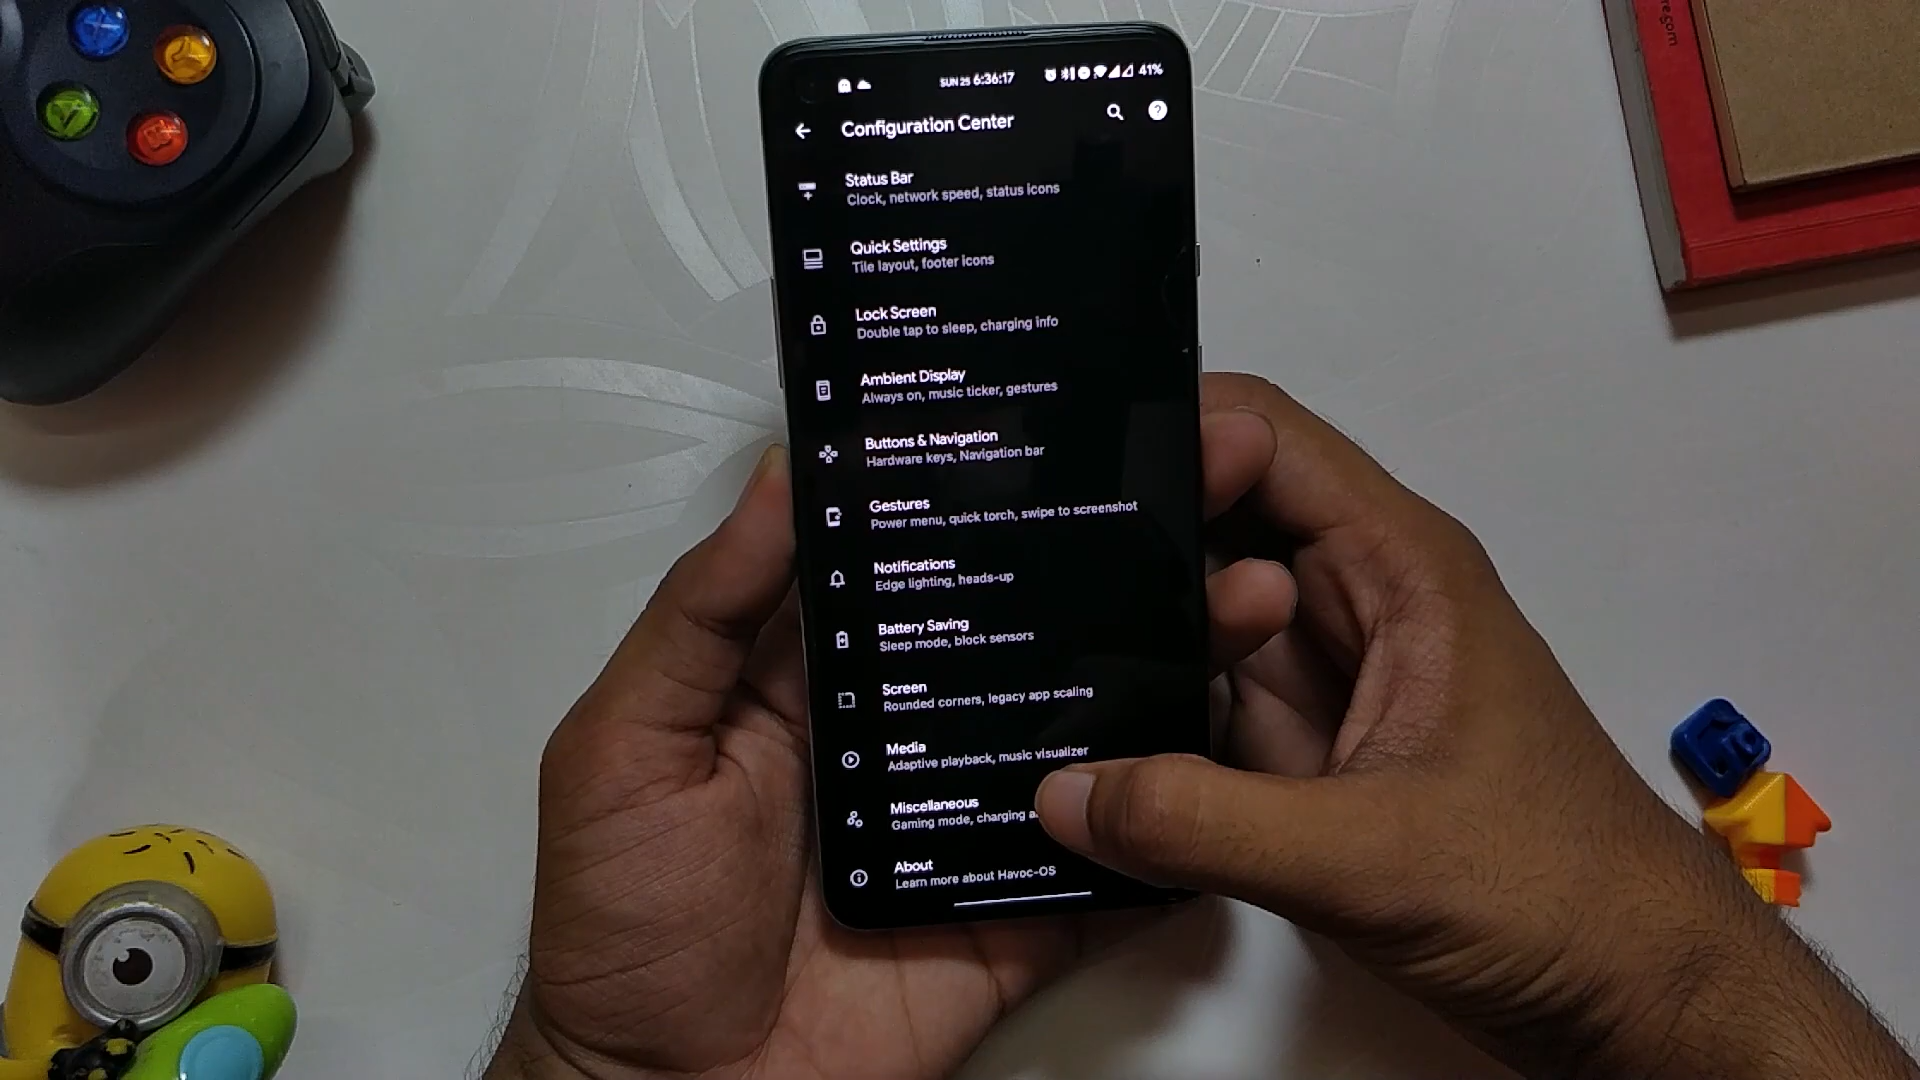 SUN 25 6:36:17
41%
Configuration Center
Status Bar
Clock, network speed, status icons
Quick Settings
Tile layout, footer icons
Lock Screen
Double tap to sleep, charging info
Ambient Display
Always on, music ticker, gestures
Buttons & Navigation
Hardware keys, Navigation bar
Gestures
Power menu, quick torch, swipe to screenshot
Notifications
Edge lighting, heads-up
Battery Saving
Sleep mode, block sensors
Screen
Rounded corners, legacy app scaling
Media
Adaptive playback, music visualizer
Miscellaneous
Gaming mode, charging
About
Learn more about Havoc-OS
X
Y
A
B